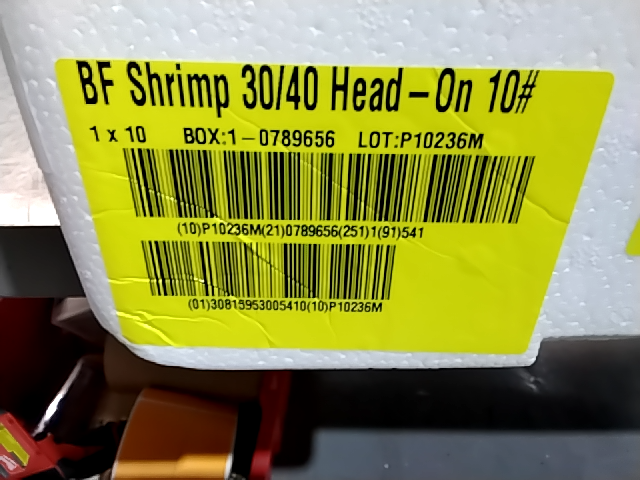 BF Shrimp 30/40 Head-On 10#
1 x 10 BOX:1-0789656 LOT:P10236M
(10)P10236M(21)0789656(251)1(91)541
(01)30815953005410(10)P10236M